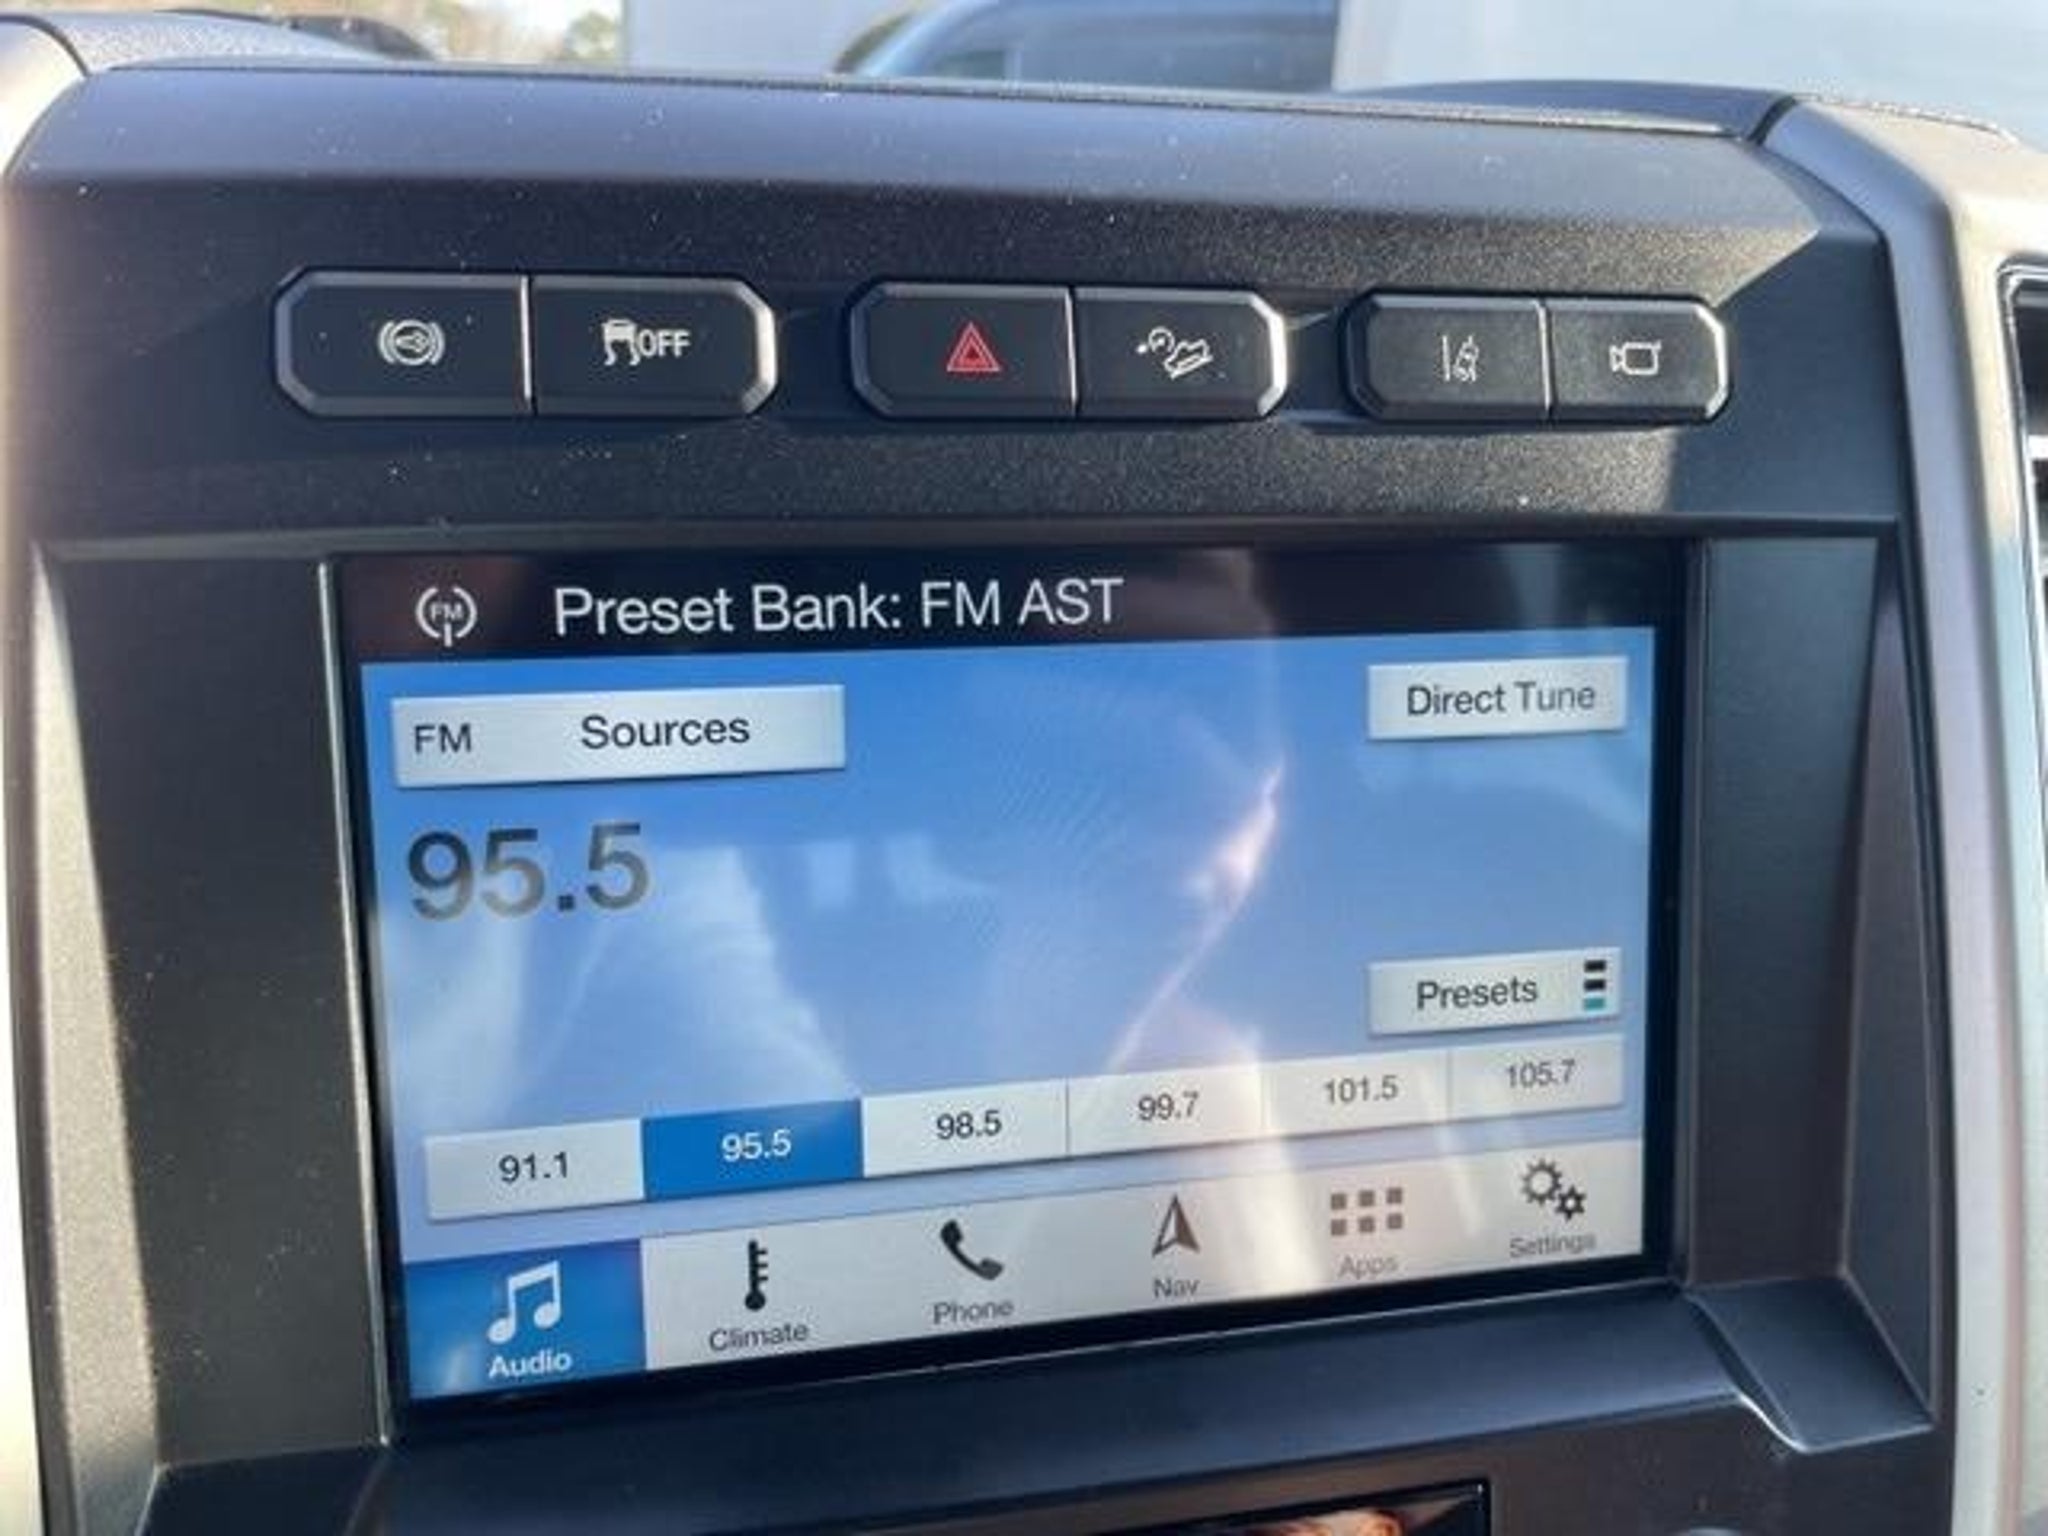 OFF
FM
Preset Bank: FM AST
FM Sources
Direct Tune
95.5
Presets
91.1 95.5 98.5 99.7 101.5 105.7
Audio Climate Phone Nav Apps Settings